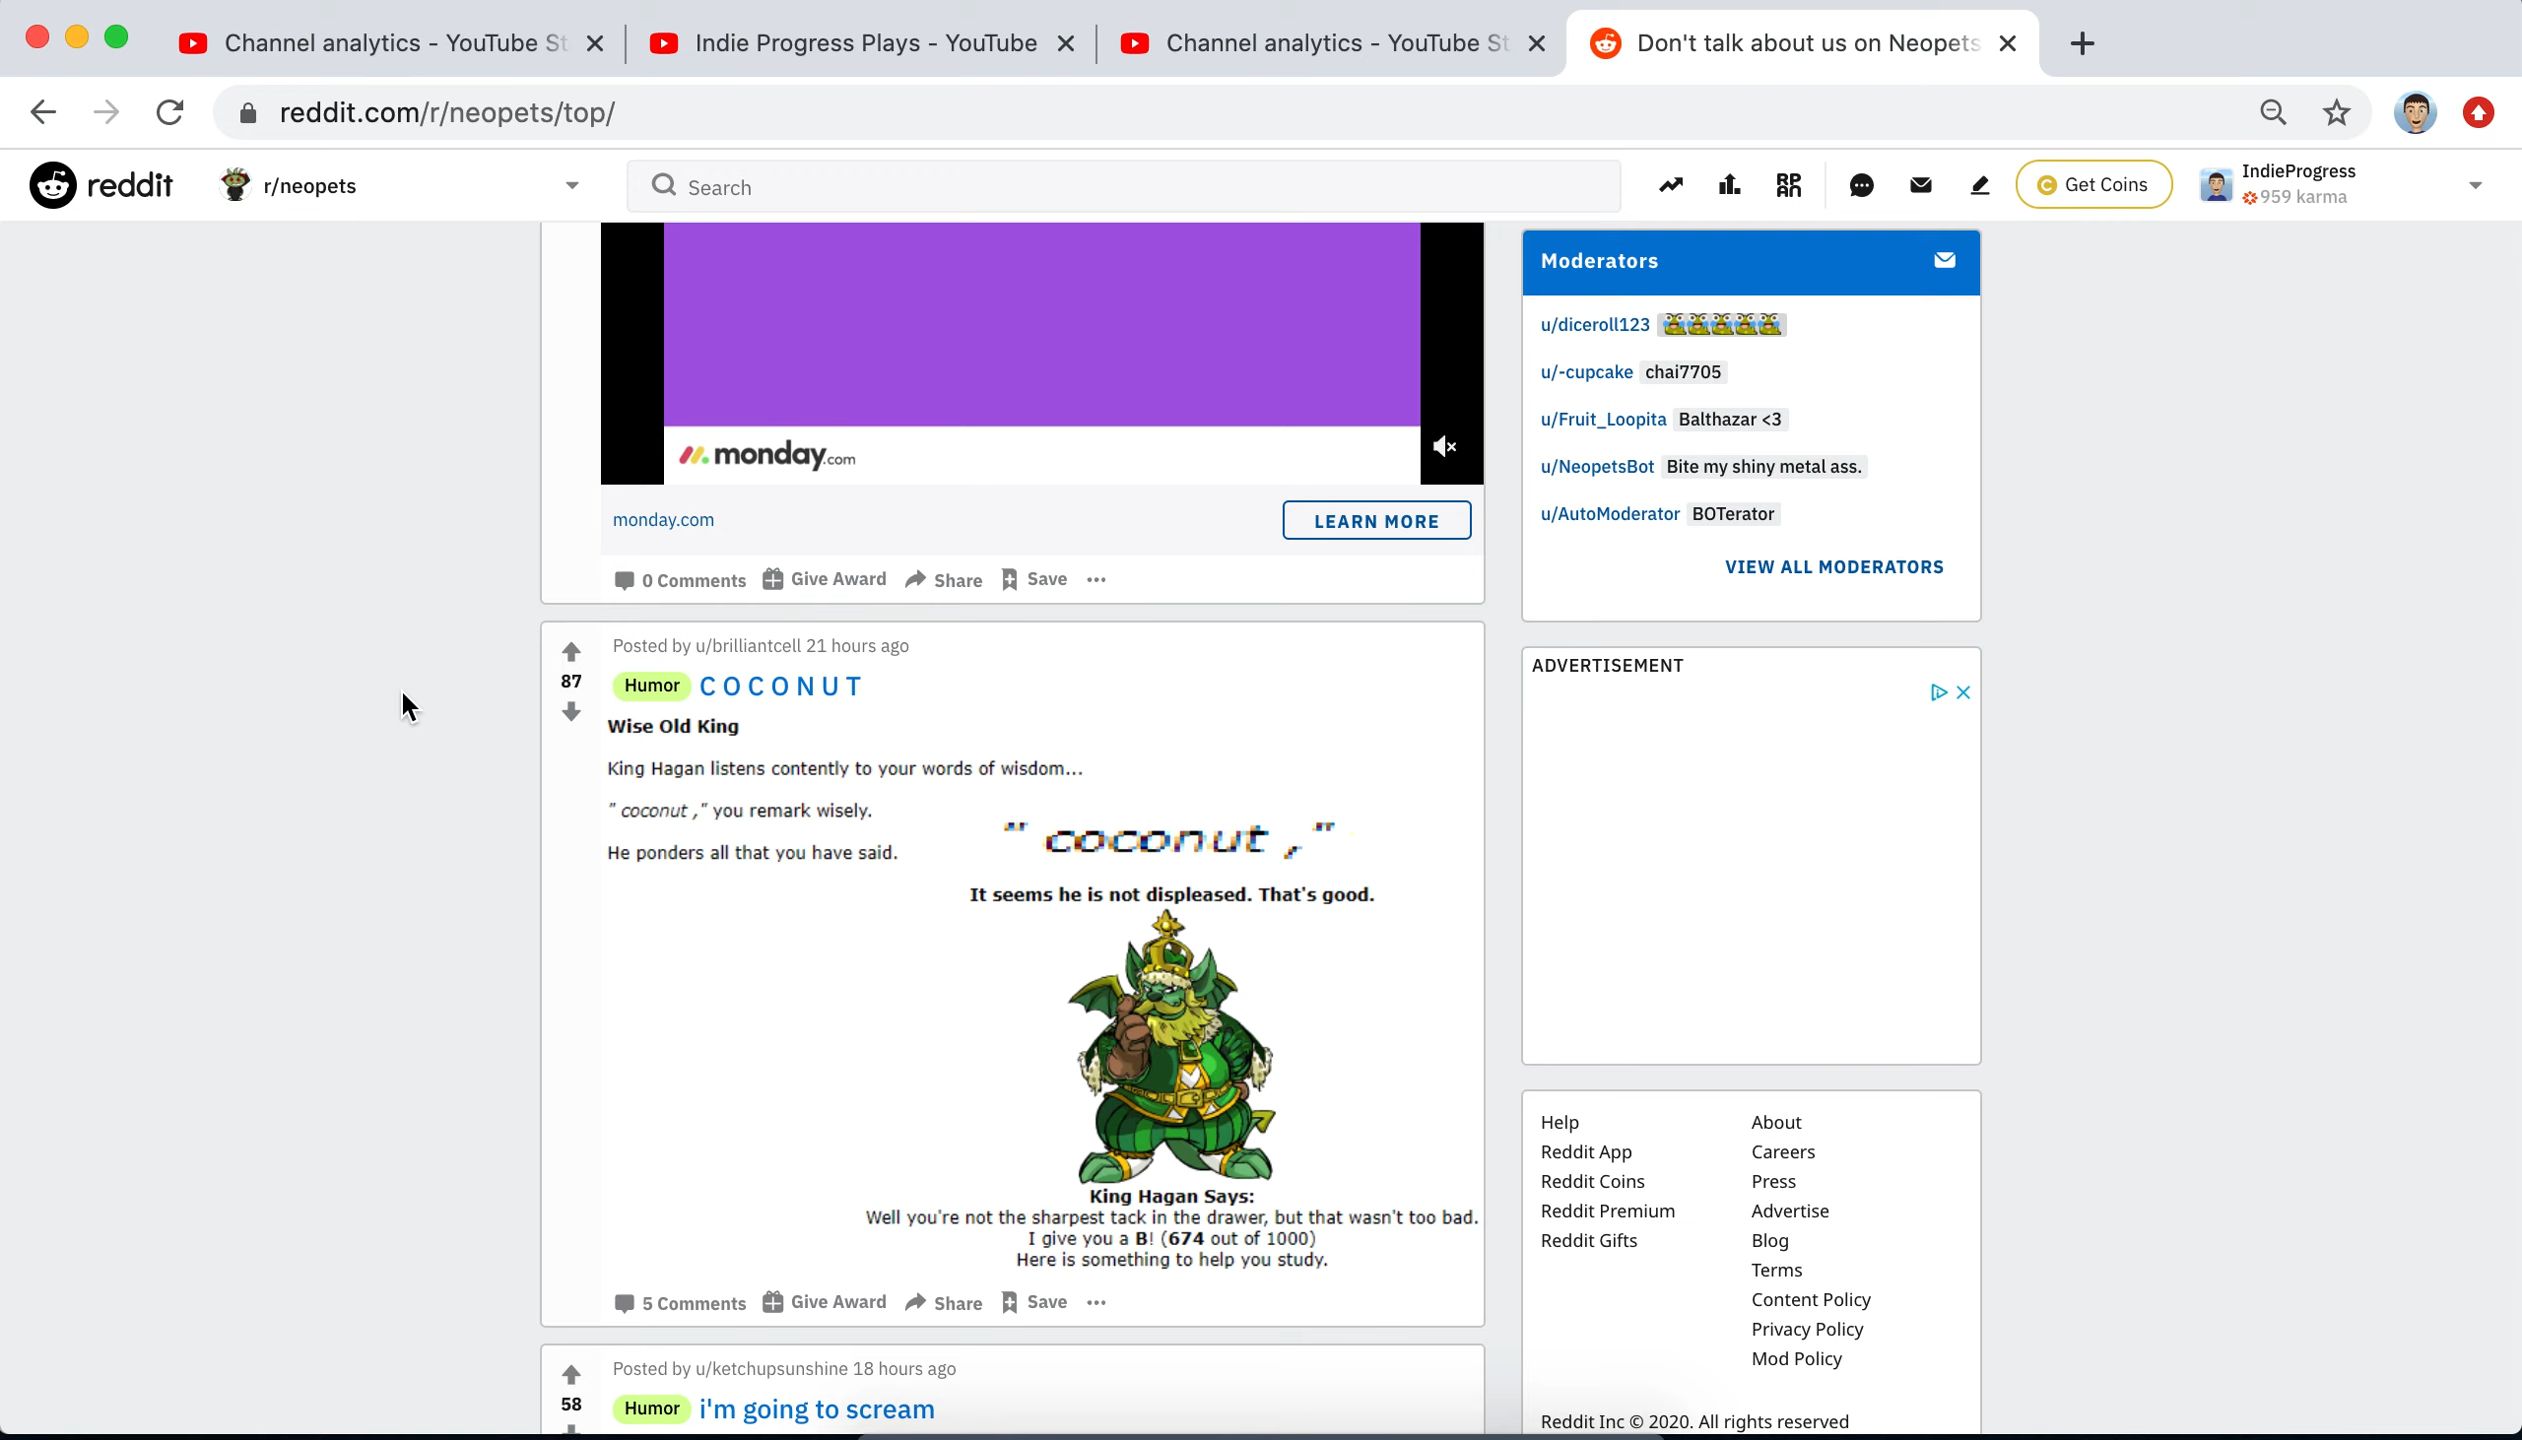 Channel analytics - YouTube St
Indie Progress Plays - YouTube
Channel analytics - YouTube St
Don't talk about us on Neopets
reddit.com/r/neopets/top/
reddit
r/neopets
Search
Get Coins
IndieProgress
959 karma
monday.com
monday.com
LEARN MORE
0 Comments
Give Award
Share
Save
Posted by u/brilliantcell 21 hours ago
87
Humor
C O C O N U T
Wise Old King
King Hagan listens contently to your words of wisdom...
" coconut ," you remark wisely.
He ponders all that you have said.
" coconut ,"
It seems he is not displeased. That's good.
King Hagan Says:
Well you're not the sharpest tack in the drawer, but that wasn't too bad.
I give you a B! (674 out of 1000)
Here is something to help you study.
5 Comments
Give Award
Share
Save
Posted by u/ketchupsunshine 18 hours ago
58
Humor
i'm going to scream
Moderators
u/diceroll123
u/-cupcake chai7705
u/Fruit_Loopita Balthazar <3
u/NeopetsBot Bite my shiny metal ass.
u/AutoModerator BOTerator
VIEW ALL MODERATORS
ADVERTISEMENT
Help
Reddit App
Reddit Coins
Reddit Premium
Reddit Gifts
About
Careers
Press
Advertise
Blog
Terms
Content Policy
Privacy Policy
Mod Policy
Reddit Inc © 2020. All rights reserved